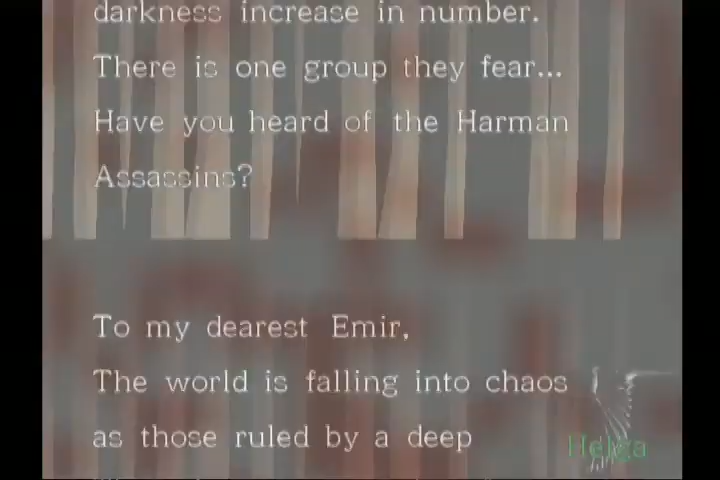 darkness increase in number.
There is one group they fear...
Have you heard of the Harman
Assassins?
To my dearest Emir,
The world is falling into chaos
as those ruled by a deep
Helga